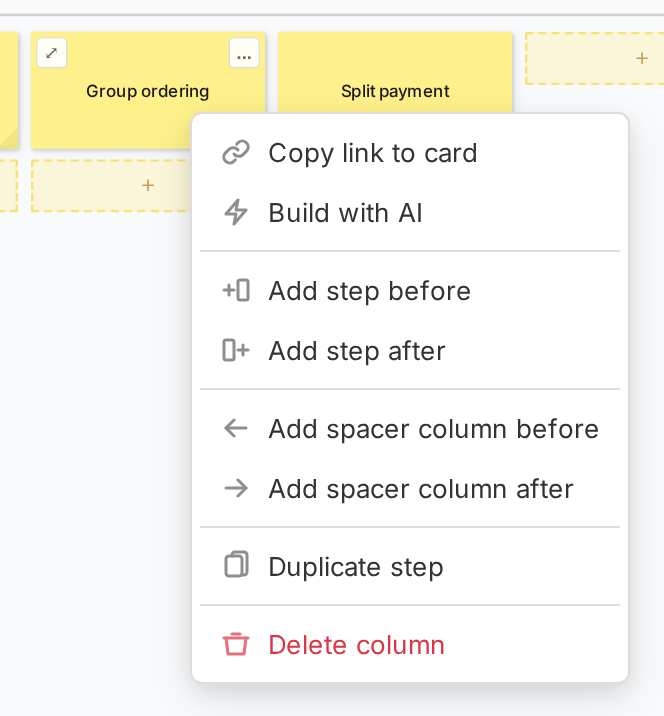 ...
Group ordering
Split payment
+
+
Copy link to card
Build with AI
Add step before
Add step after
Add spacer column before
Add spacer column after
Duplicate step
Delete column